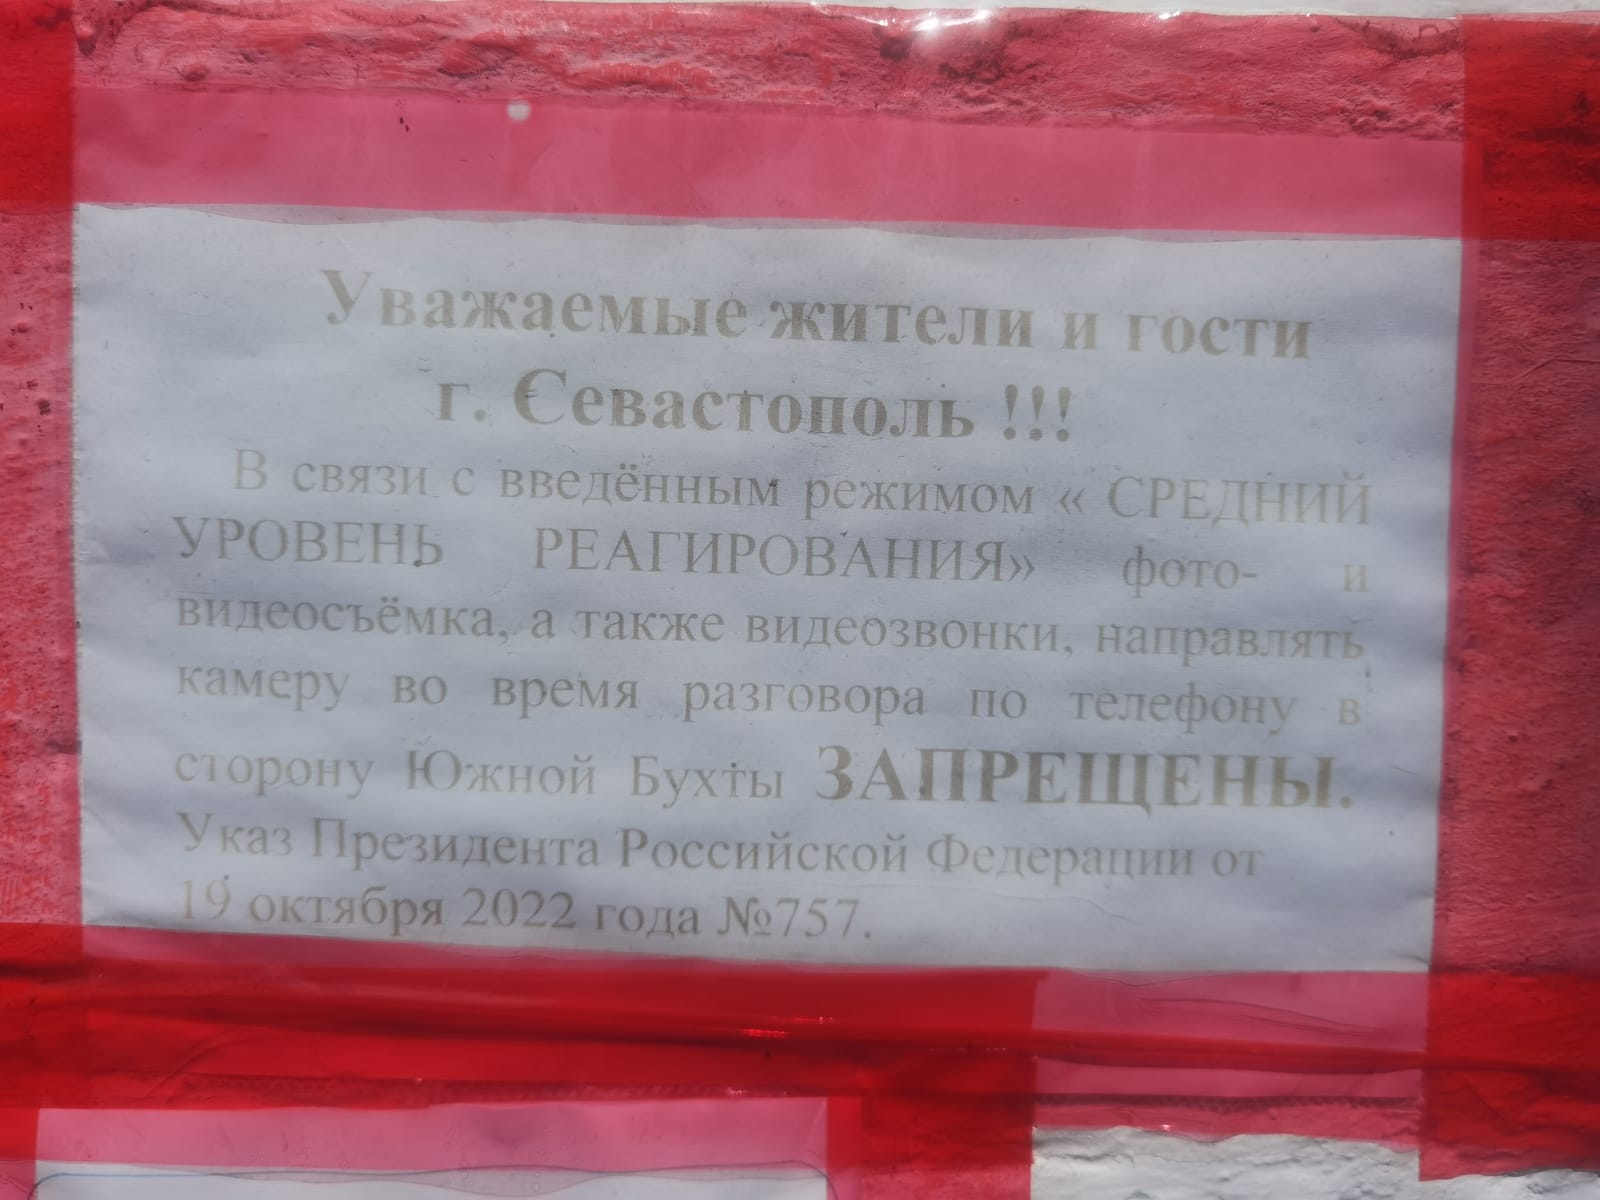 Уважаемые жители и гости
г. Севастополь !!!
В связи с введённым режимом « СРЕДНИЙ
УРОВЕНЬ РЕАГИРОВАНИЯ» фото- и
видеосъёмка, а также видеозвонки, направлять
камеру во время разговора по телефону в
сторону Южной Бухты ЗАПРЕЩЕНЫ.
Указ Президента Российской Федерации от
19 октября 2022 года №757.